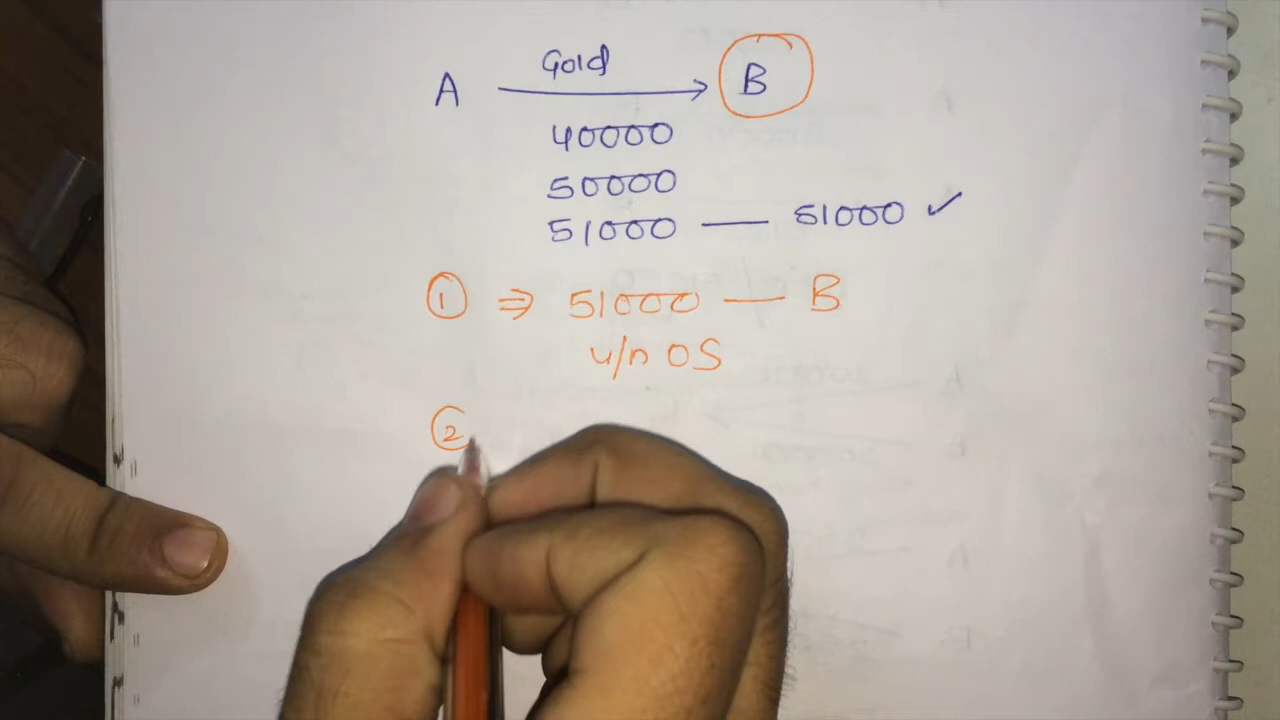 A Gold → B
40000
50000
51000 — 51000 ✓
① ⇒ 51000 — B
u/n OS
②